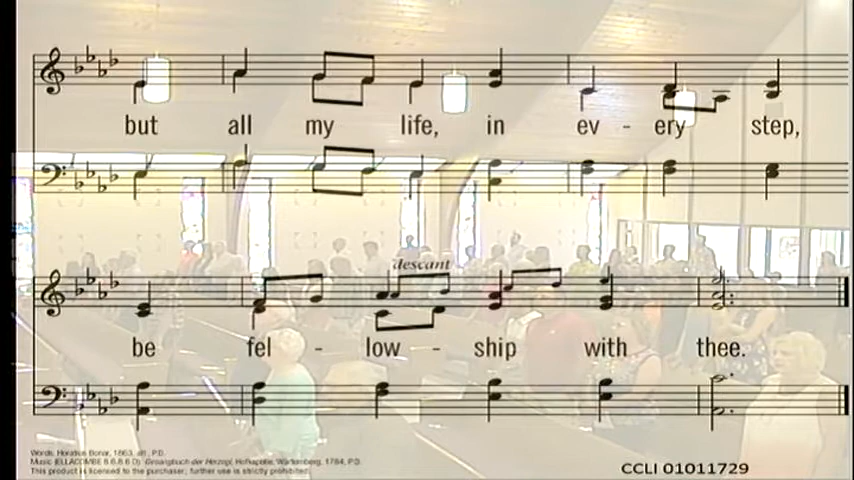 but all my life, in ev - ery step,
descant
be fel - low - ship with thee.
Words: Horatius Bonar, 1863, alt., P.D.
Music (ELLACOMBE 8.6.8.6 D): Gesangbuch der Herzogl, Hofkapelle, Württemberg, 1784, P.D.
This product is licensed to the purchaser; further use is strictly prohibited.
CCLI 01011729